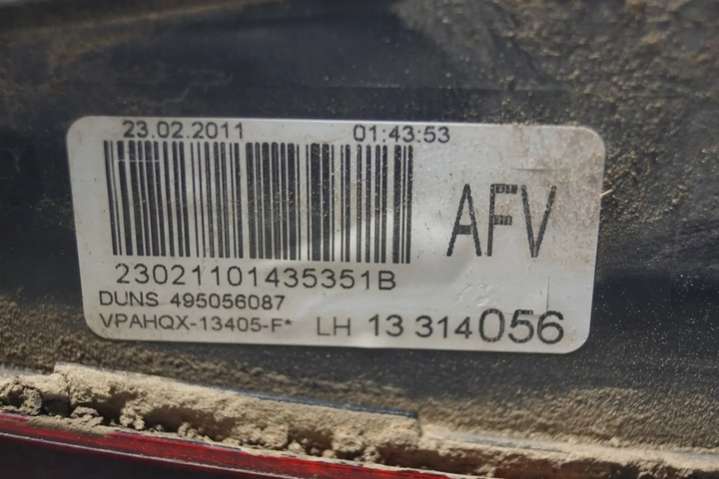 23.02.2011 01:43:53
AFV
23021101435351B
DUNS 495056087
VPAHQX-13405-F* LH 13 314056